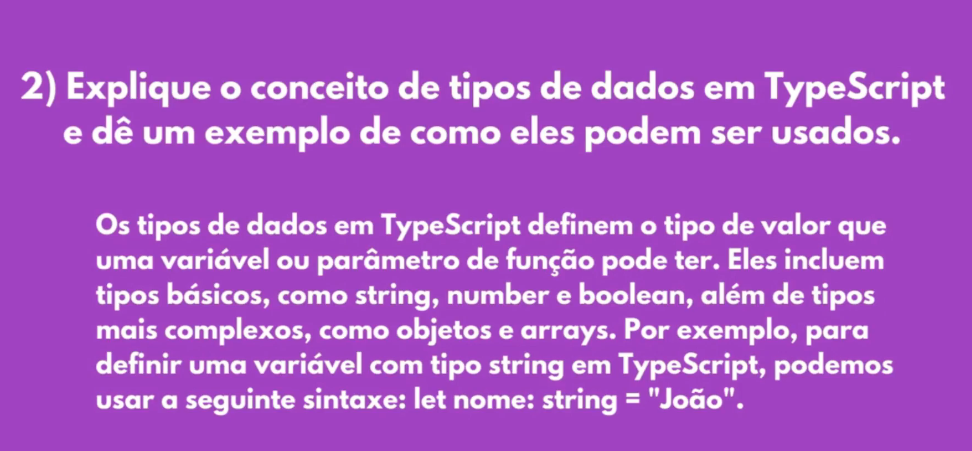 2) Explique o conceito de tipos de dados em TypeScript
e dê um exemplo de como eles podem ser usados.
Os tipos de dados em TypeScript definem o tipo de valor que
uma variável ou parâmetro de função pode ter. Eles incluem
tipos básicos, como string, number e boolean, além de tipos
mais complexos, como objetos e arrays. Por exemplo, para
definir uma variável com tipo string em TypeScript, podemos
usar a seguinte sintaxe: let nome: string = "João".